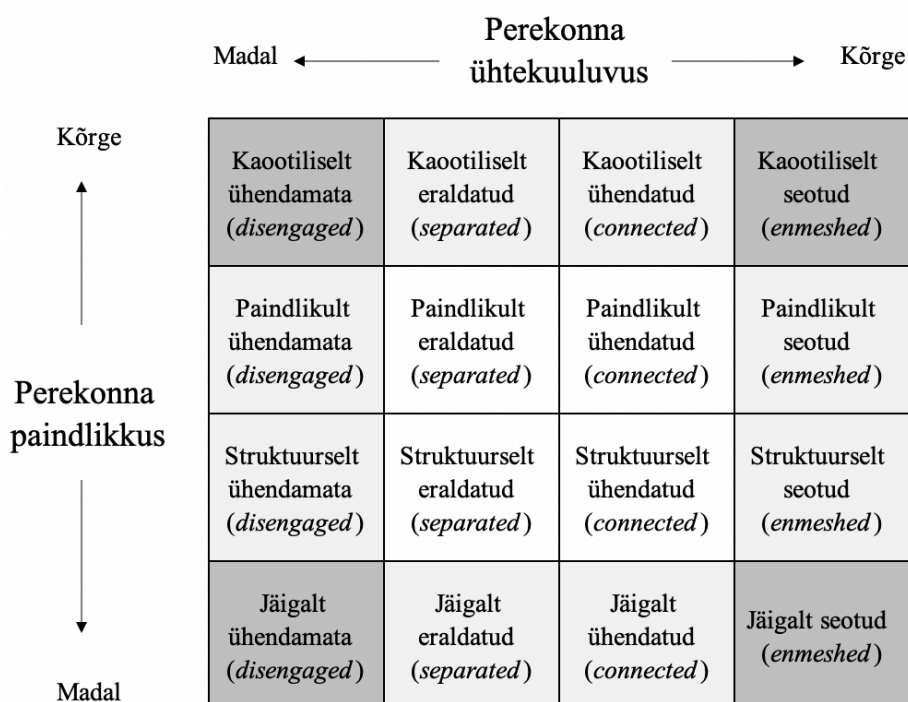 Perekonna
ühtekuuluvus
Madal
Kõrge
Kõrge
Perekonna
paindlikkus
Madal
Kaootiliselt
ühendamata
(disengaged)
Kaootiliselt
eraldatud
(separated)
Kaootiliselt
ühendatud
(connected)
Kaootiliselt
seotud
(enmeshed)
Paindlikult
ühendamata
(disengaged)
Paindlikult
eraldatud
(separated)
Paindlikult
ühendatud
(connected)
Paindlikult
seotud
(enmeshed)
Struktuurselt
ühendamata
(disengaged)
Struktuurselt
eraldatud
(separated)
Struktuurselt
ühendatud
(connected)
Struktuurselt
seotud
(enmeshed)
Jäigalt
ühendamata
(disengaged)
Jäigalt
eraldatud
(separated)
Jäigalt
ühendatud
(connected)
Jäigalt seotud
(enmeshed)